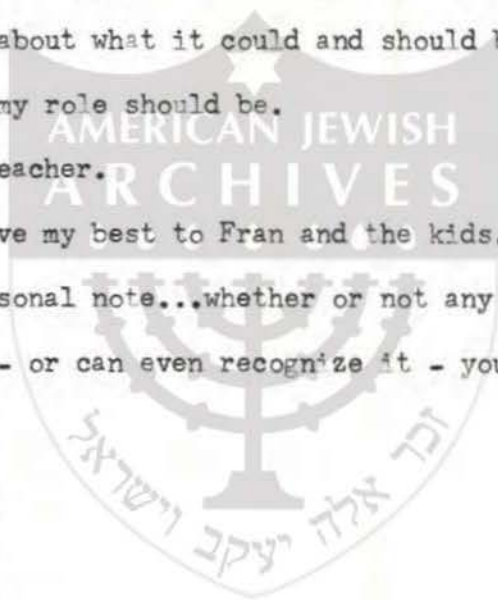 about what it could and should b
my role should be.
AMERICAN JEWISH
eacher.
ARCHIVES
ve my best to Fran and the kids.
sonal note...whether or not any
- or can even recognize it - you
זכר אלה יעקב וישראל